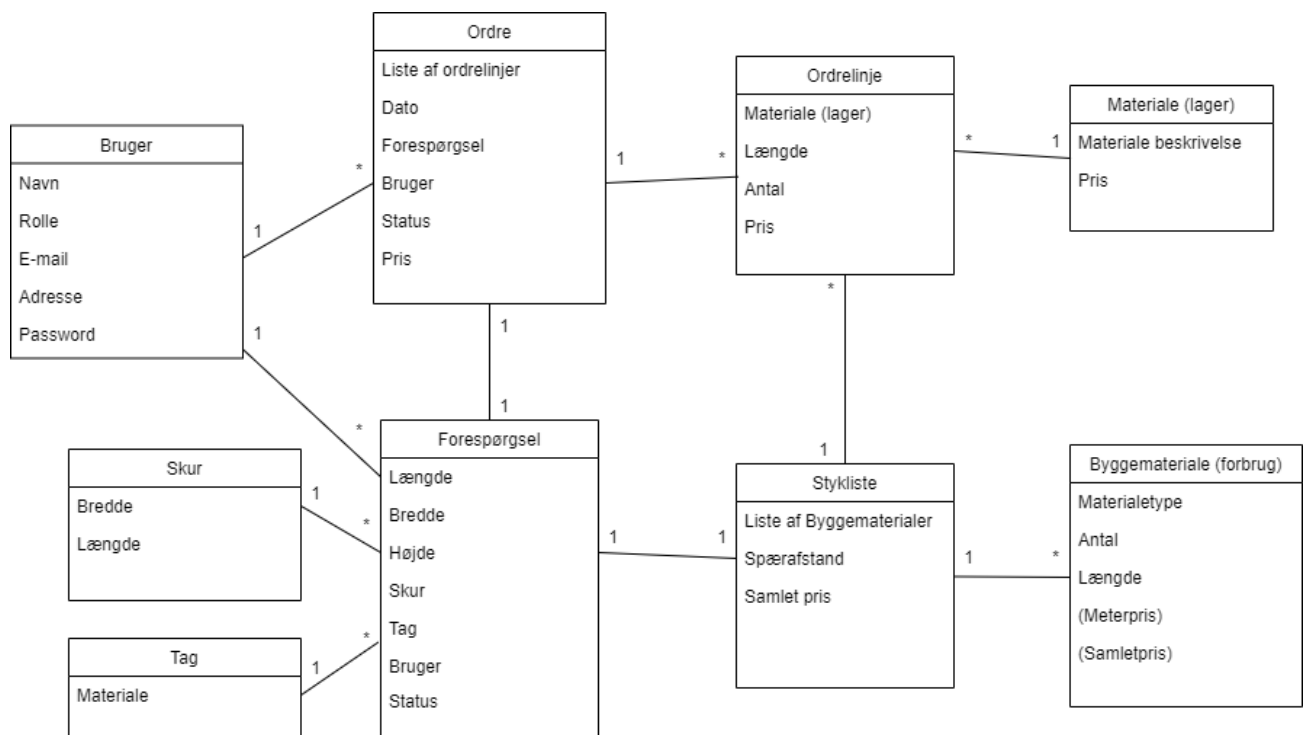 Ordre
Liste af ordrelinjer
Dato
Forespørgsel
Bruger
Status
Pris
Ordrelinje
Materiale (lager)
Længde
Antal
Pris
Materiale (lager)
Materiale beskrivelse
Pris
Bruger
Navn
Rolle
E-mail
Adresse
Password
1
*
1
*
*
1
1
*
1
1
*
1
Forespørgsel
Længde
Bredde
Højde
Skur
Tag
Bruger
Status
Skur
Bredde
Længde
1
*
Tag
Materiale
1
*
1
1
Stykliste
Liste af Byggematerialer
Spærafstand
Samlet pris
1
*
Byggemateriale (forbrug)
Materialetype
Antal
Længde
(Meterpris)
(Samletpris)